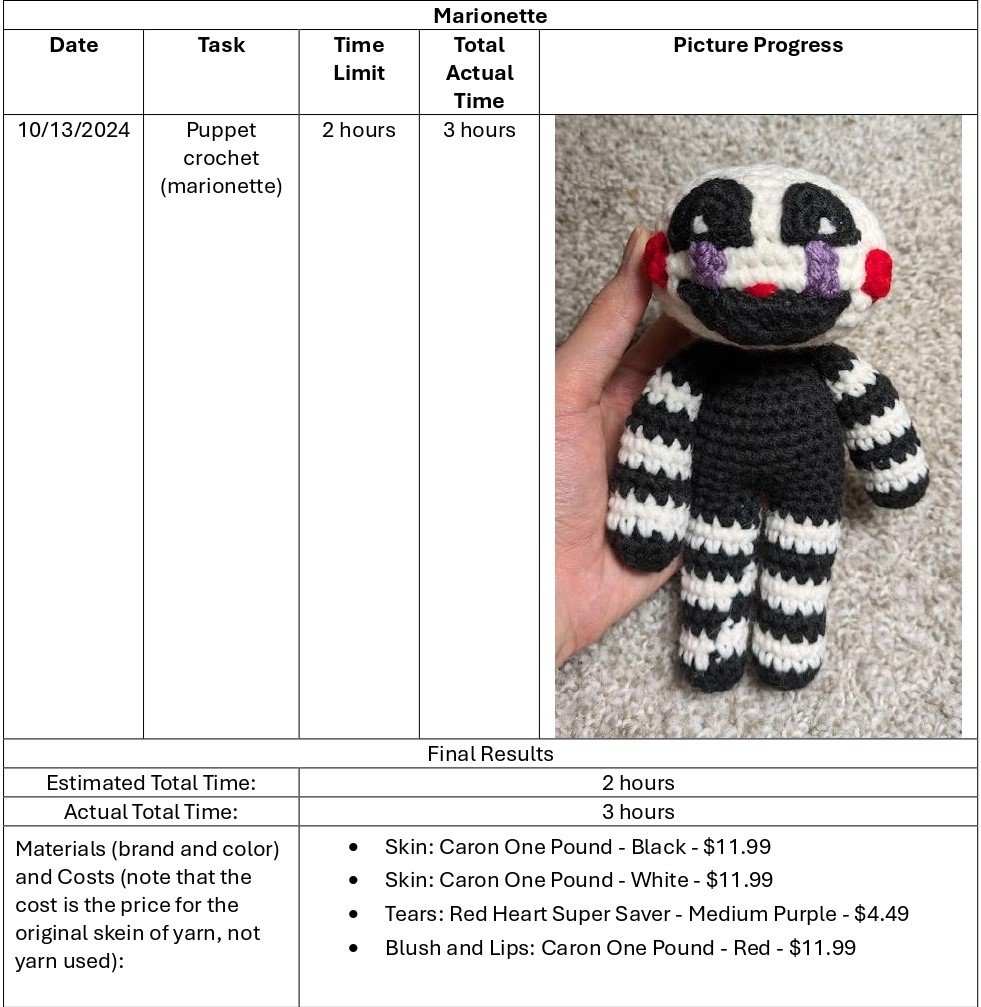 Marionette
Date Task Time Limit Total Actual Time Picture Progress
10/13/2024 Puppet crochet (marionette) 2 hours 3 hours
Final Results
Estimated Total Time: 2 hours
Actual Total Time: 3 hours
Materials (brand and color)
and Costs (note that the
cost is the price for the
original skein of yarn, not
yarn used):
• Skin: Caron One Pound - Black - $11.99
• Skin: Caron One Pound - White - $11.99
• Tears: Red Heart Super Saver - Medium Purple - $4.49
• Blush and Lips: Caron One Pound - Red - $11.99